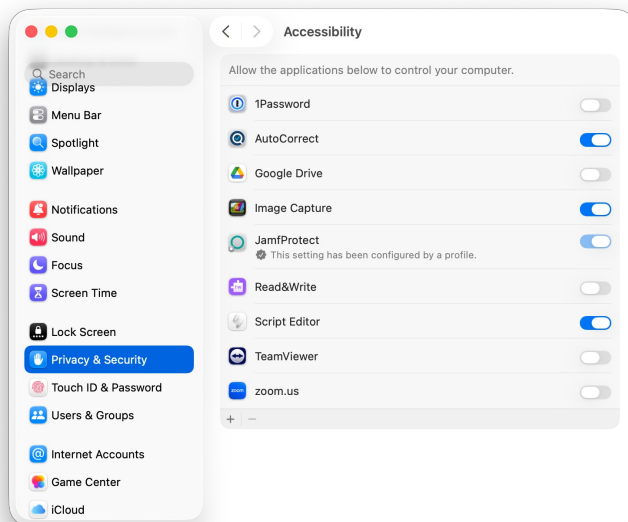 Search
Displays
Menu Bar
Spotlight
Wallpaper
Notifications
Sound
Focus
Screen Time
Lock Screen
Privacy & Security
Touch ID & Password
Users & Groups
Internet Accounts
Game Center
iCloud
Accessibility
Allow the applications below to control your computer.
1Password
AutoCorrect
Google Drive
Image Capture
JamfProtect
This setting has been configured by a profile.
Read&Write
Script Editor
TeamViewer
zoom
zoom.us
+ −